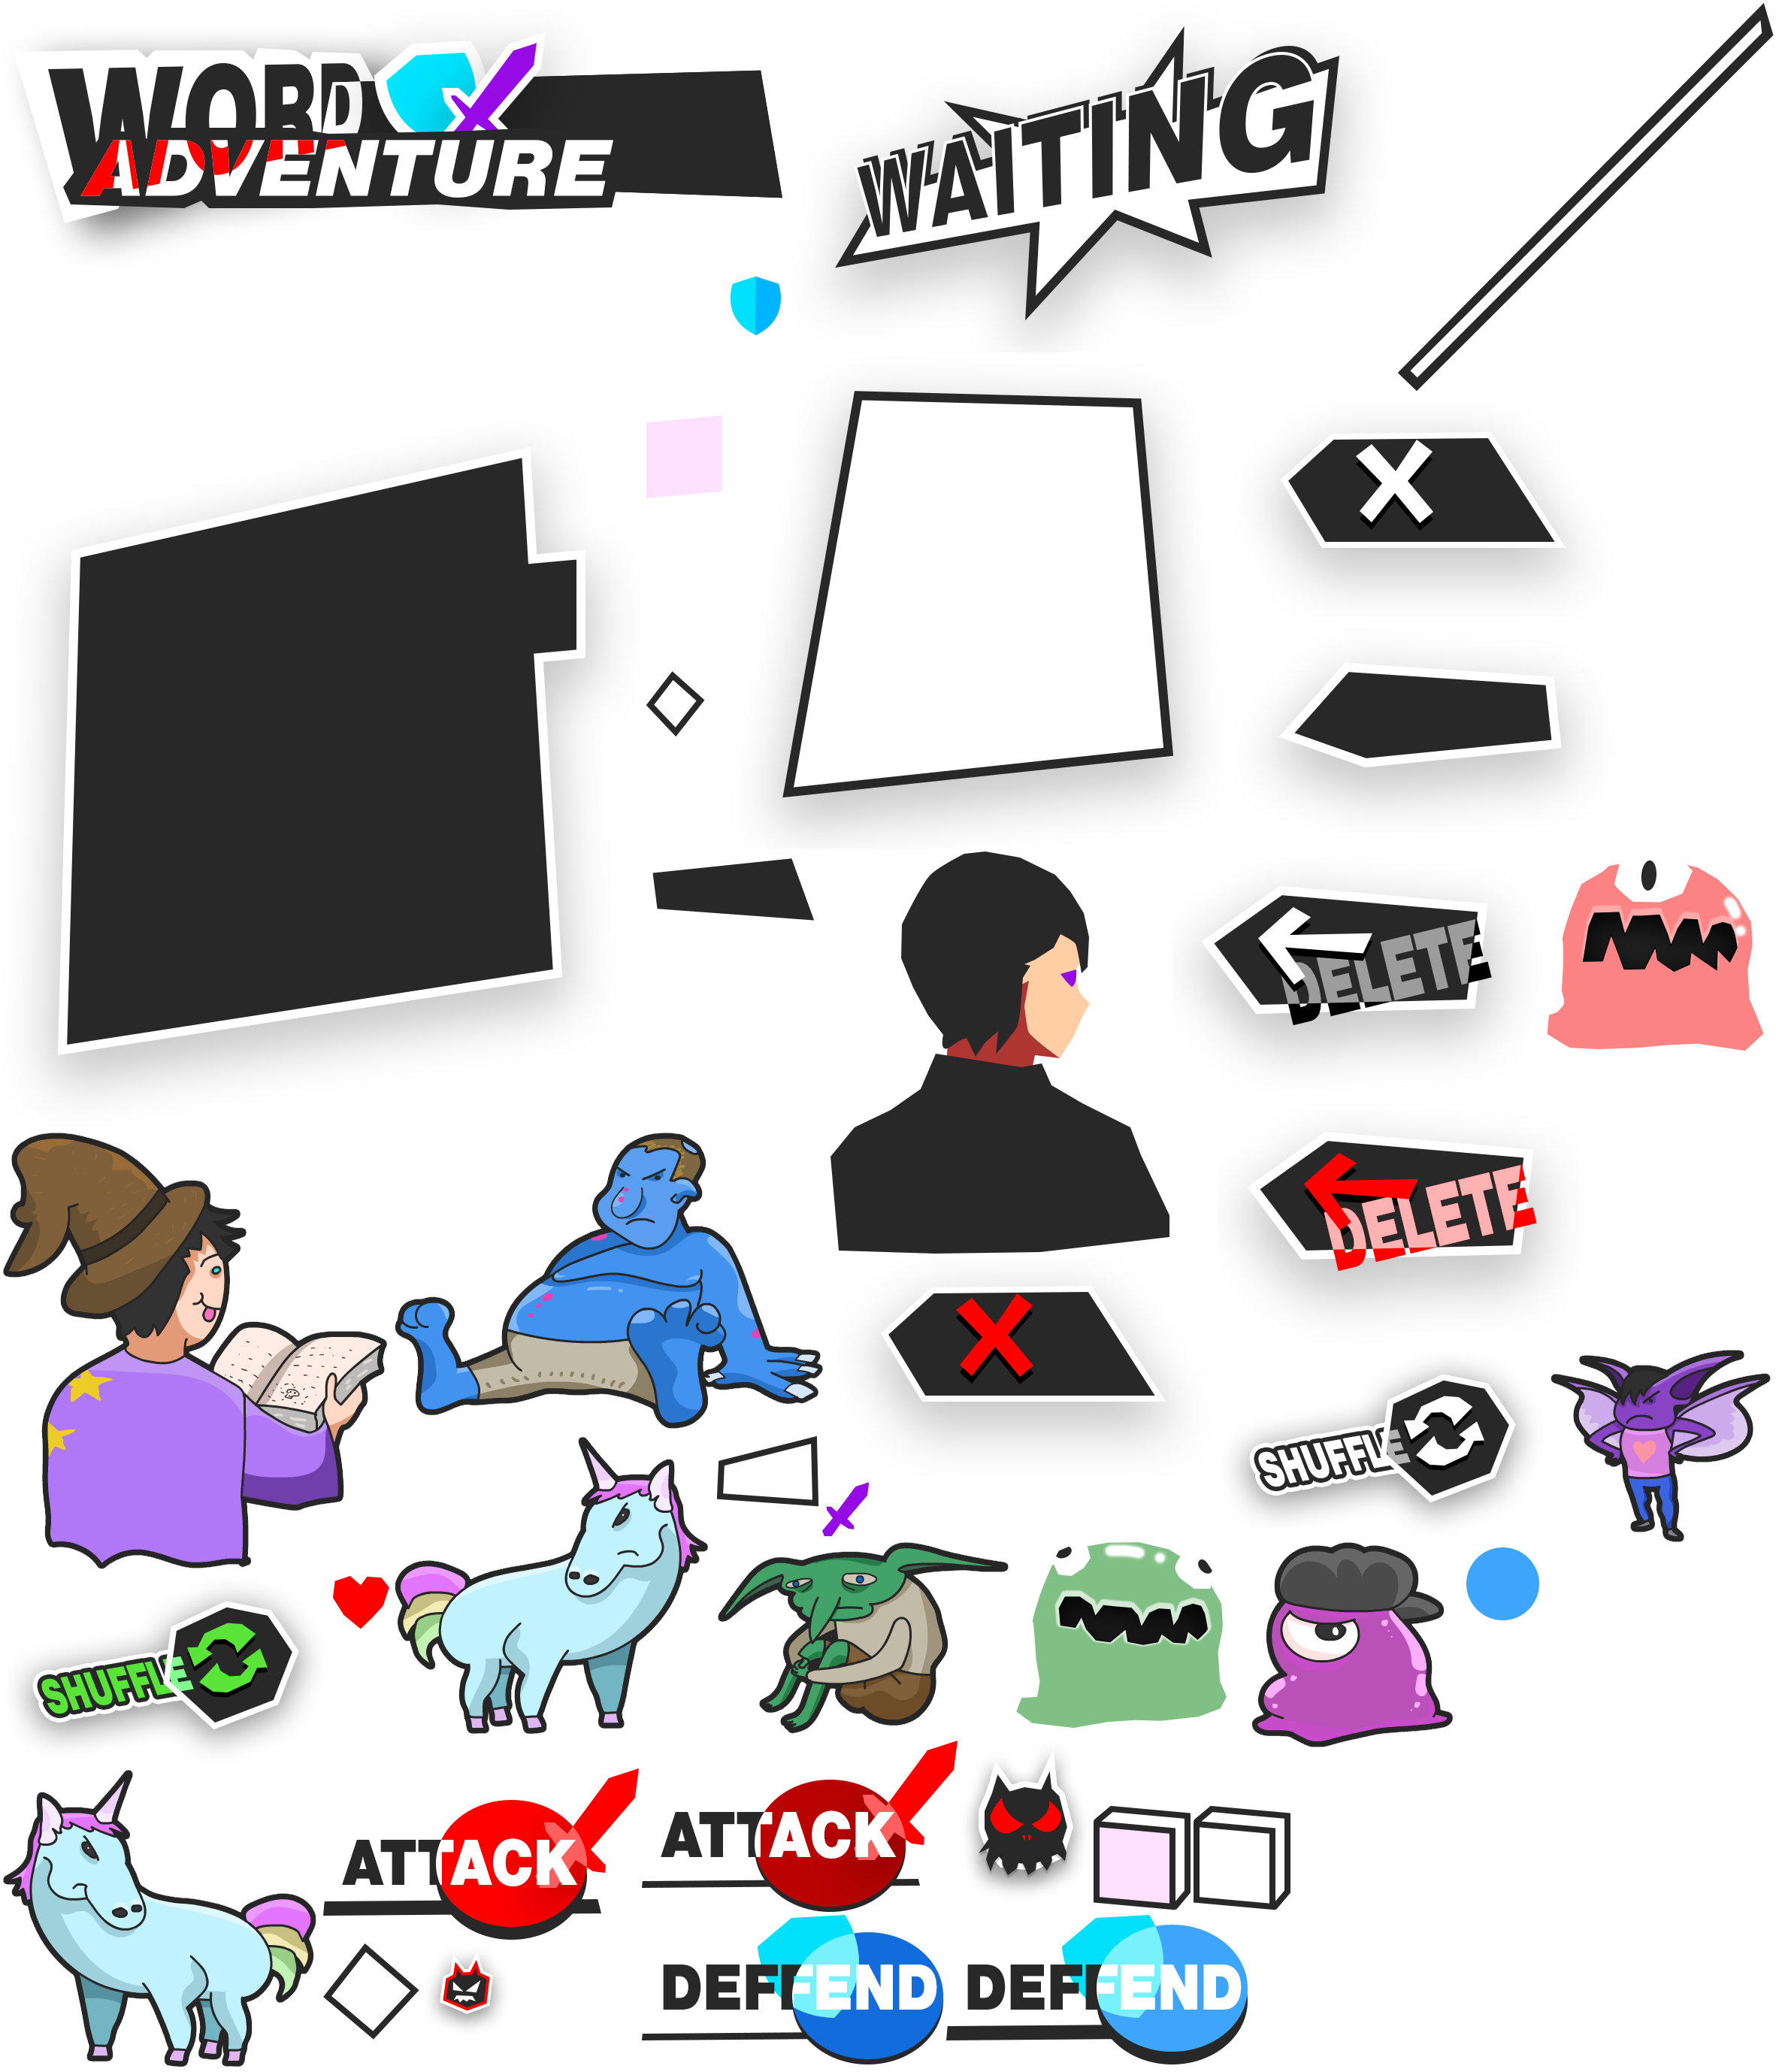 WORD
ADVENTURE
WAITING
DELETE
DELETE
SHUFFLE
SHUFFLE
ATTACK
ATTACK
DEFFEND
DEFFEND